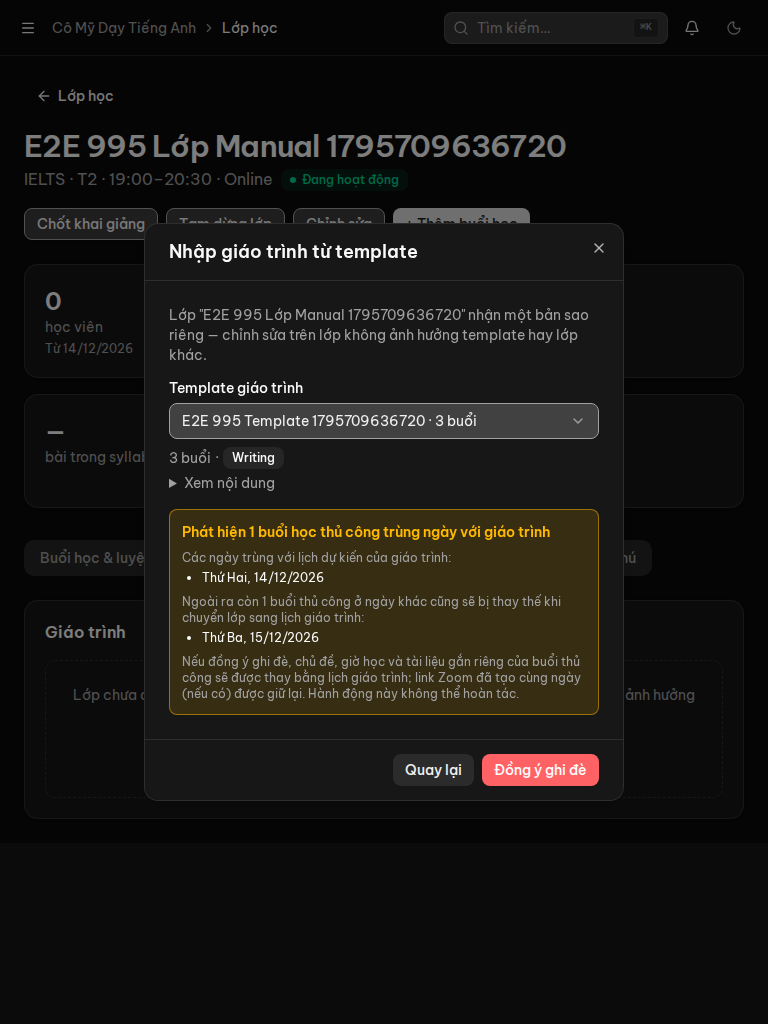 Cô Mỹ Dạy Tiếng Anh > Lớp học
Tìm kiếm...
⌘K
← Lớp học
E2E 995 Lớp Manual 1795709636720
IELTS · T2 · 19:00–20:30 · Online
Đang hoạt động
Chốt khai giảng
Tạm dừng lớp
Chỉnh sửa
+ Thêm buổi học
0
học viên
Từ 14/12/2026
—
bài trong syllab
Buổi học & luyệ
hú
Giáo trình
Lớp chưa
ảnh hưởng
Nhập giáo trình từ template
Lớp "E2E 995 Lớp Manual 1795709636720" nhận một bản sao
riêng — chỉnh sửa trên lớp không ảnh hưởng template hay lớp
khác.
Template giáo trình
E2E 995 Template 1795709636720 · 3 buổi
3 buổi · Writing
▶ Xem nội dung
Phát hiện 1 buổi học thủ công trùng ngày với giáo trình
Các ngày trùng với lịch dự kiến của giáo trình:
• Thứ Hai, 14/12/2026
Ngoài ra còn 1 buổi thủ công ở ngày khác cũng sẽ bị thay thế khi
chuyển lớp sang lịch giáo trình:
• Thứ Ba, 15/12/2026
Nếu đồng ý ghi đè, chủ đề, giờ học và tài liệu gắn riêng của buổi thủ
công sẽ được thay bằng lịch giáo trình; link Zoom đã tạo cùng ngày
(nếu có) được giữ lại. Hành động này không thể hoàn tác.
Quay lại
Đồng ý ghi đè